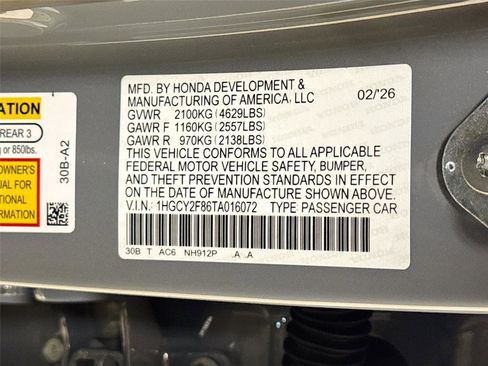 MFD. BY HONDA DEVELOPMENT &
MANUFACTURING OF AMERICA, LLC 02/'26
GVWR 2100KG (4629LBS)
GAWR F 1160KG (2557LBS)
GAWR R 970KG (2138LBS)
THIS VEHICLE CONFORMS TO ALL APPLICABLE
FEDERAL MOTOR VEHICLE SAFETY, BUMPER,
AND THEFT PREVENTION STANDARDS IN EFFECT
ON THE DATE OF MANUFACTURE SHOWN ABOVE.
V.I.N.: 1HGCY2F86TA016072 TYPE PASSENGER CAR
30B T AC6 NH912P .A .A
ATION
REAR 3
or 850lbs.
OWNER'S
UAL FOR
TIONAL
ORMATION
30B-A2